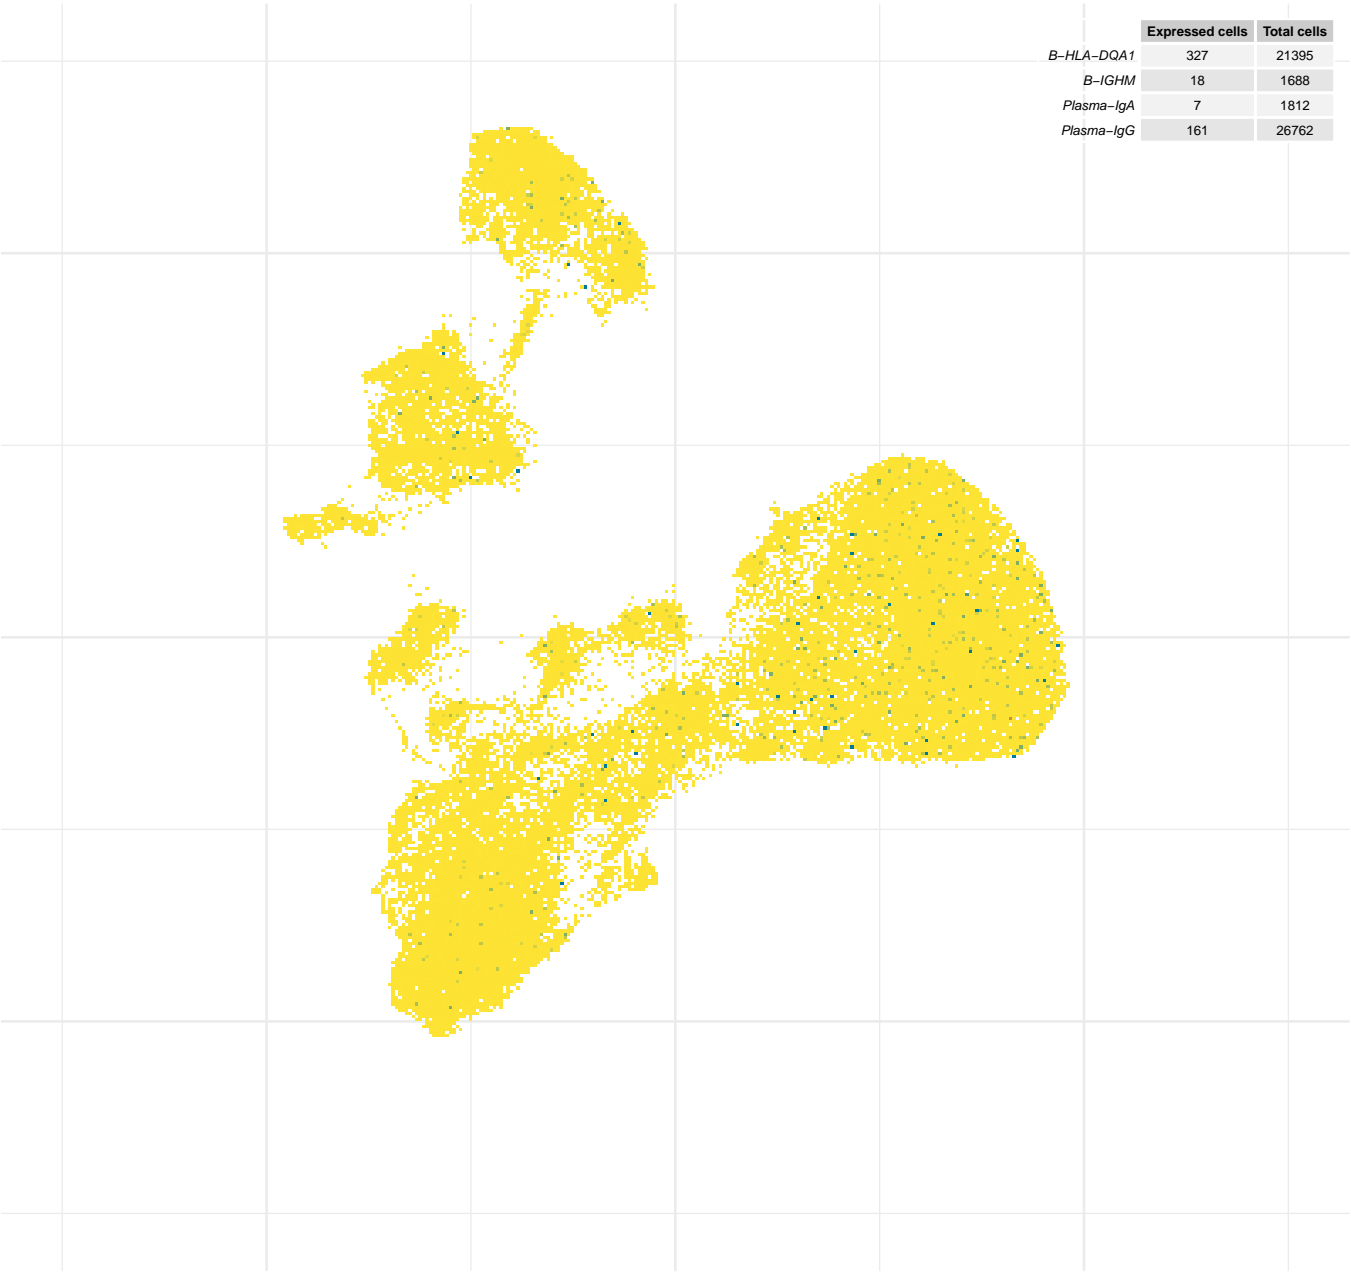 Expressed cells Total cells
B−HLA−DQA1 327 21395
B−IGHM 18 1688
Plasma−IgA 7 1812
Plasma−IgG 161 26762